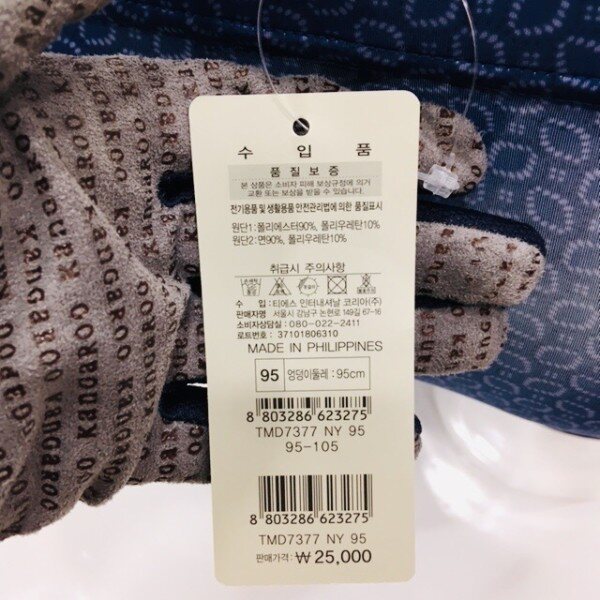 수 입 품
품 질 보 증
본 상품은 소비자 피해 보상규정에 의거
교환 또는 보상을 받을 수 있습니다.
전기용품 및 생활용품 안전관리법에 의한 품질표시
원단1: 폴리에스터90%, 폴리우레탄10%
원단2: 면90%, 폴리우레탄10%
취급시 주의사항
수 입 : 티에스 인터내셔날 코리아(주)
판매자명 : 서울시 강남구 논현로 149길 67-16
소비자상담실 : 080-022-2411
로트번호 : 37101806310
MADE IN PHILIPPINES
95 엉덩이둘레 : 95cm
8 803286 623275
TMD7377 NY 95
95-105
8 803286 623275
TMD7377 NY 95
판매가격: ₩ 25,000